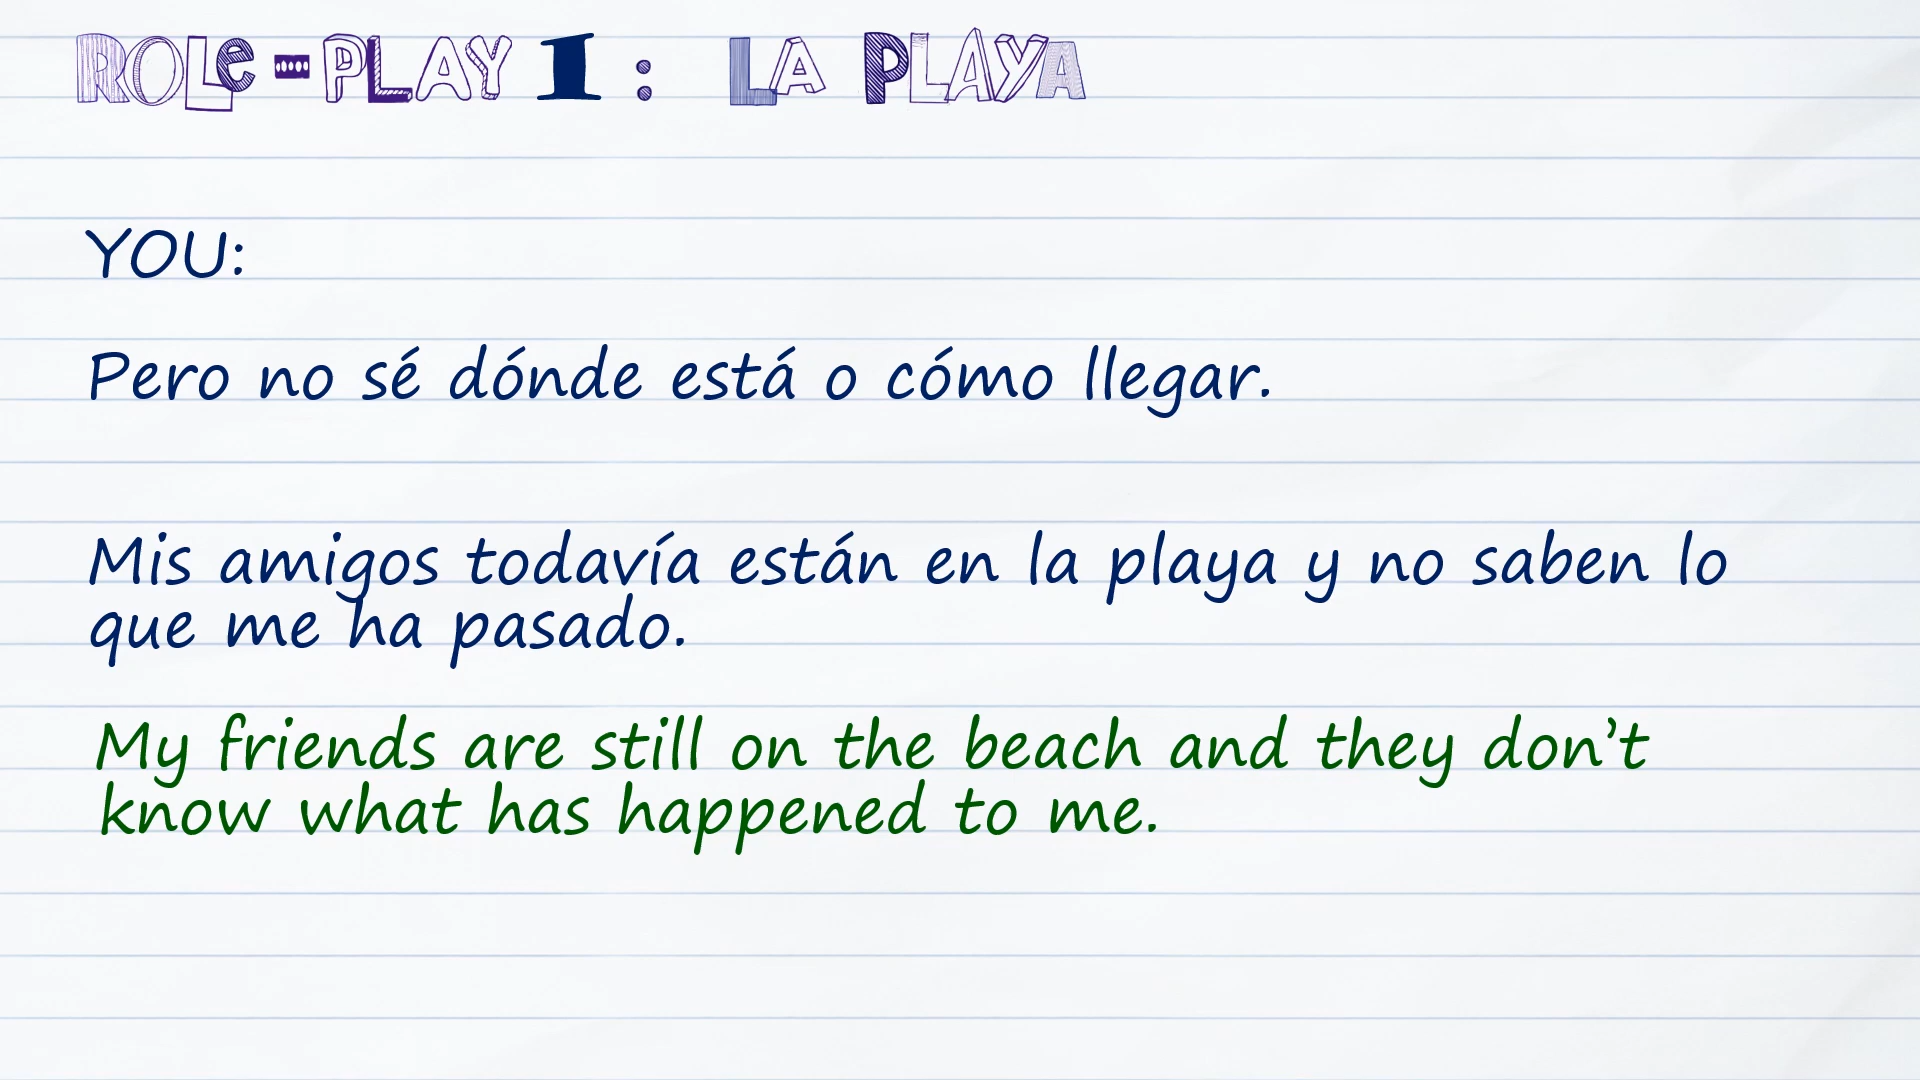 ROLe-PLAY 1: LA PLAYA
YOU:
Pero no sé dónde está o cómo llegar.
Mis amigos todavía están en la playa y no saben lo
que me ha pasado.
My friends are still on the beach and they don’t
know what has happened to me.